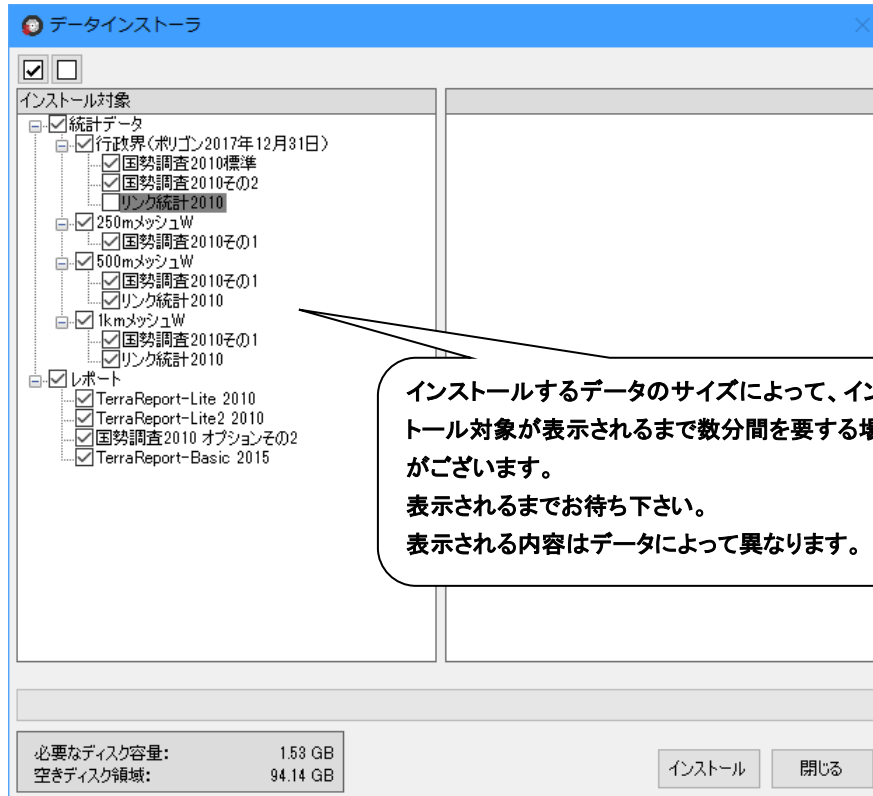 データインストーラ
インストール対象
統計データ
行政界(ポリゴン2017年12月31日)
国勢調査2010標準
国勢調査2010その2
リンク統計2010
250mメッシュW
国勢調査2010その1
500mメッシュW
国勢調査2010その1
リンク統計2010
1kmメッシュW
国勢調査2010その1
リンク統計2010
レポート
TerraReport-Lite 2010
TerraReport-Lite2 2010
国勢調査2010 オプションその2
TerraReport-Basic 2015
インストールするデータのサイズによって、イン
トール対象が表示されるまで数分間を要する場
がございます。
表示されるまでお待ち下さい。
表示される内容はデータによって異なります。
必要なディスク容量: 1.53 GB
空きディスク領域: 94.14 GB
インストール 閉じる